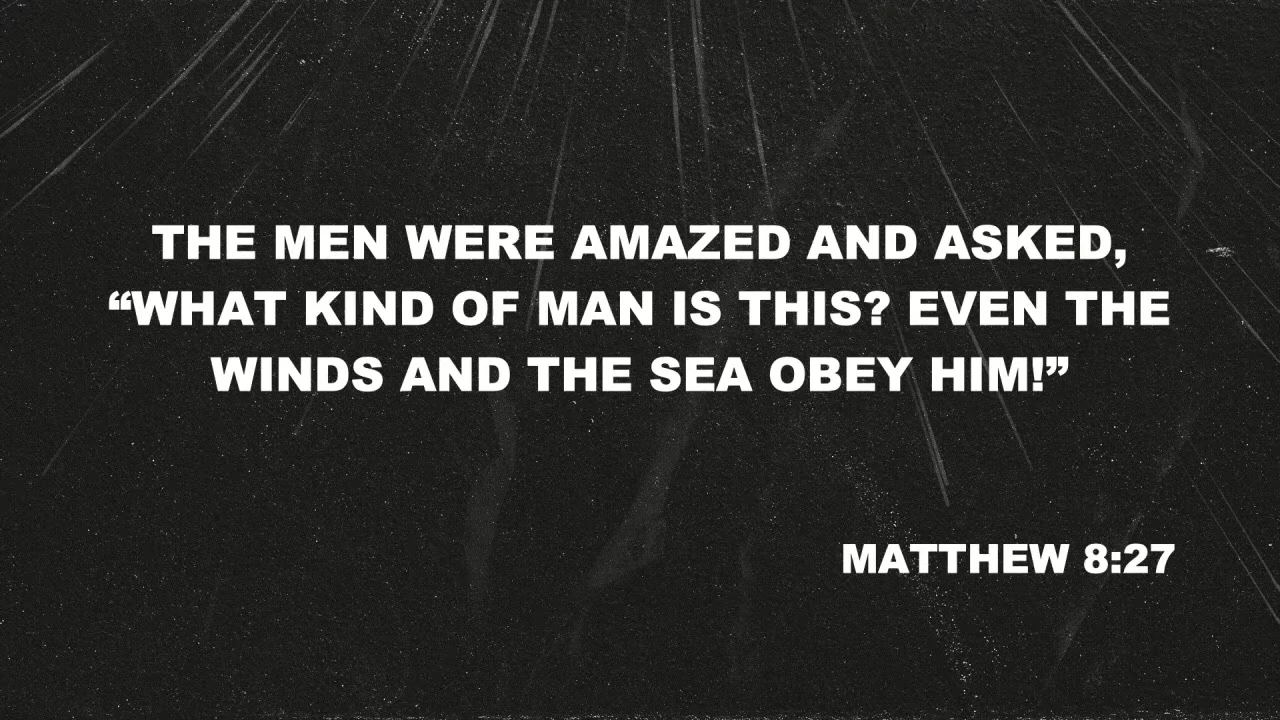 THE MEN WERE AMAZED AND ASKED,
“WHAT KIND OF MAN IS THIS? EVEN THE
WINDS AND THE SEA OBEY HIM!”
MATTHEW 8:27